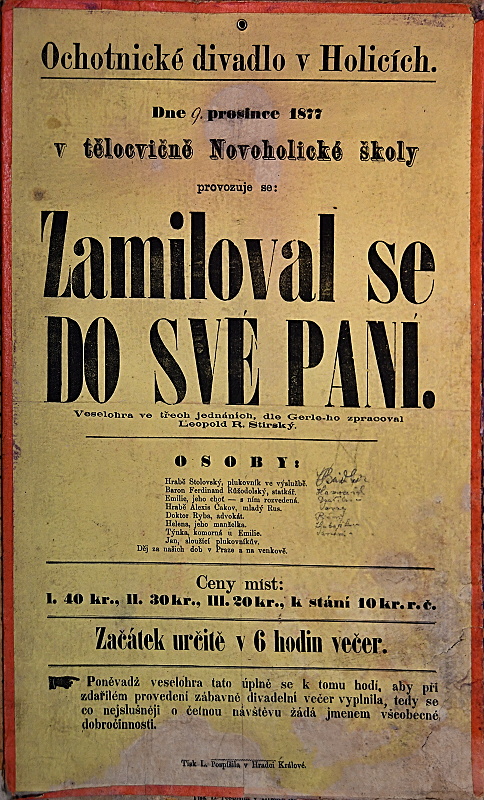 Ochotnické divadlo v Holicích.
Dne 9. prosince 1877
v tělocvičně Novoholické školy
provozuje se:
Zamiloval se
DO SVÉ PANÍ.
Veselohra ve třech jednáních, dle Gerle-ho zpracoval
Leopold R. Stirský.
OSOBY:
Hrabě Stolovský, plukovník ve výslužbě.
Baron Ferdinand Růžodolský, statkář.
Emilie, jeho choť — s ním rozvedená.
Hrabě Alexis Čakov, mladý Rus.
Doktor Ryba, advokát.
Helena, jeho manželka.
Týnka, komorná u Emilie.
Jan, sloužící plukovníkův.
Děj za našich dob v Praze a na venkově.
Ceny míst:
I. 40 kr., II. 30 kr., III. 20 kr., k stání 10 kr. r. č.
Začátek určitě v 6 hodin večer.
Poněvadž veselohra tato úplně se k tomu hodí, aby při
zdařilém provedení zábavné divadelní večer vyplnila, tedy se
co nejslušněji o četnou návštěvu žádá jmenem všeobecné
dobročinnosti.
Tisk L. Pospíšila v Hradci Králové.